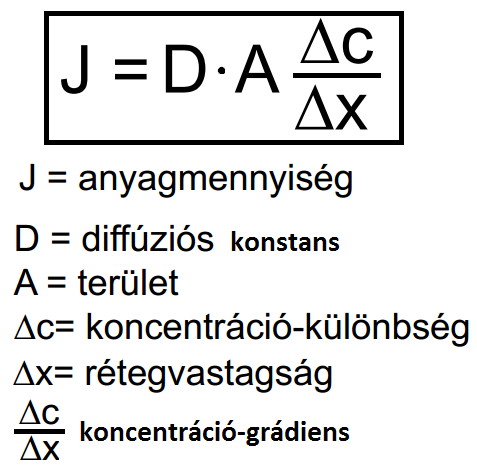 J = D·A Δc/Δx
J = anyagmennyiség
D = diffúziós konstans
A = terület
Δc= koncentráció-különbség
Δx= rétegvastagság
Δc/Δx koncentráció-grádiens